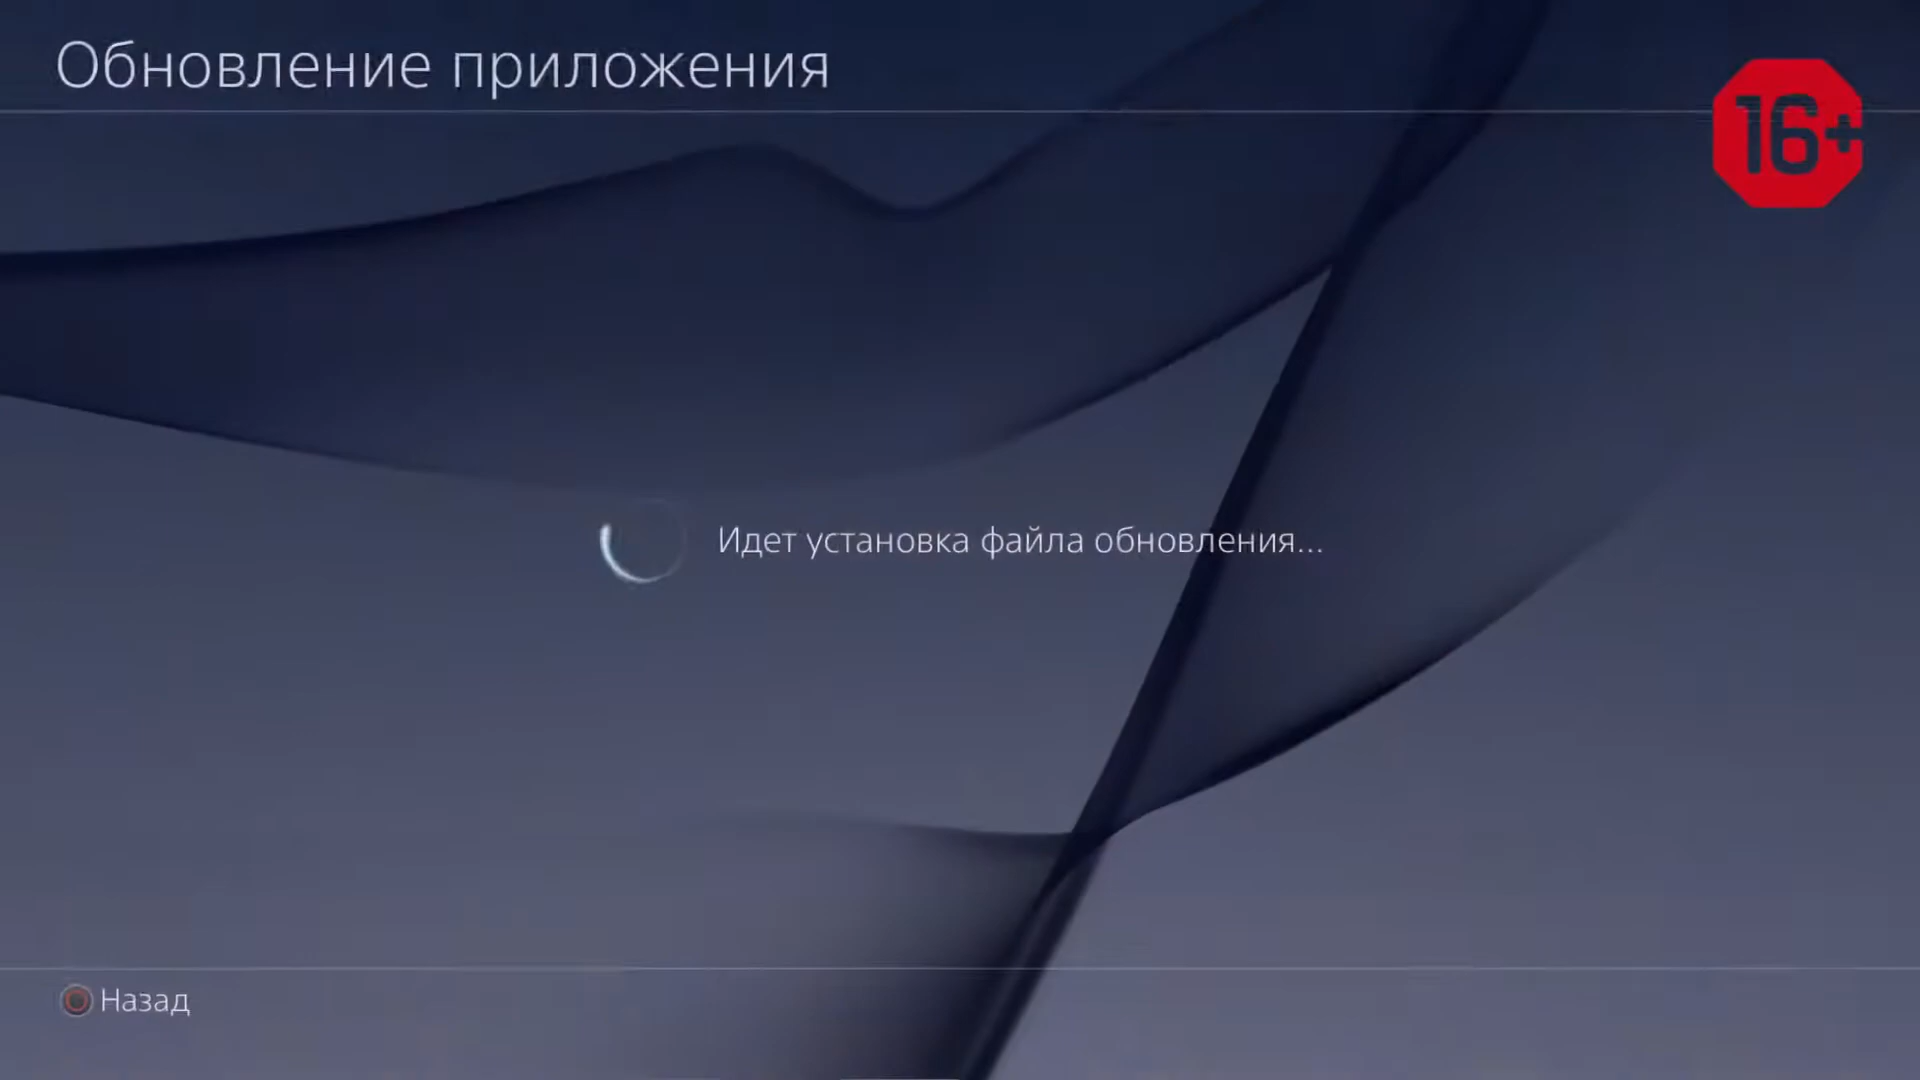 Обновление приложения
16+
Идет установка файла обновления...
Назад